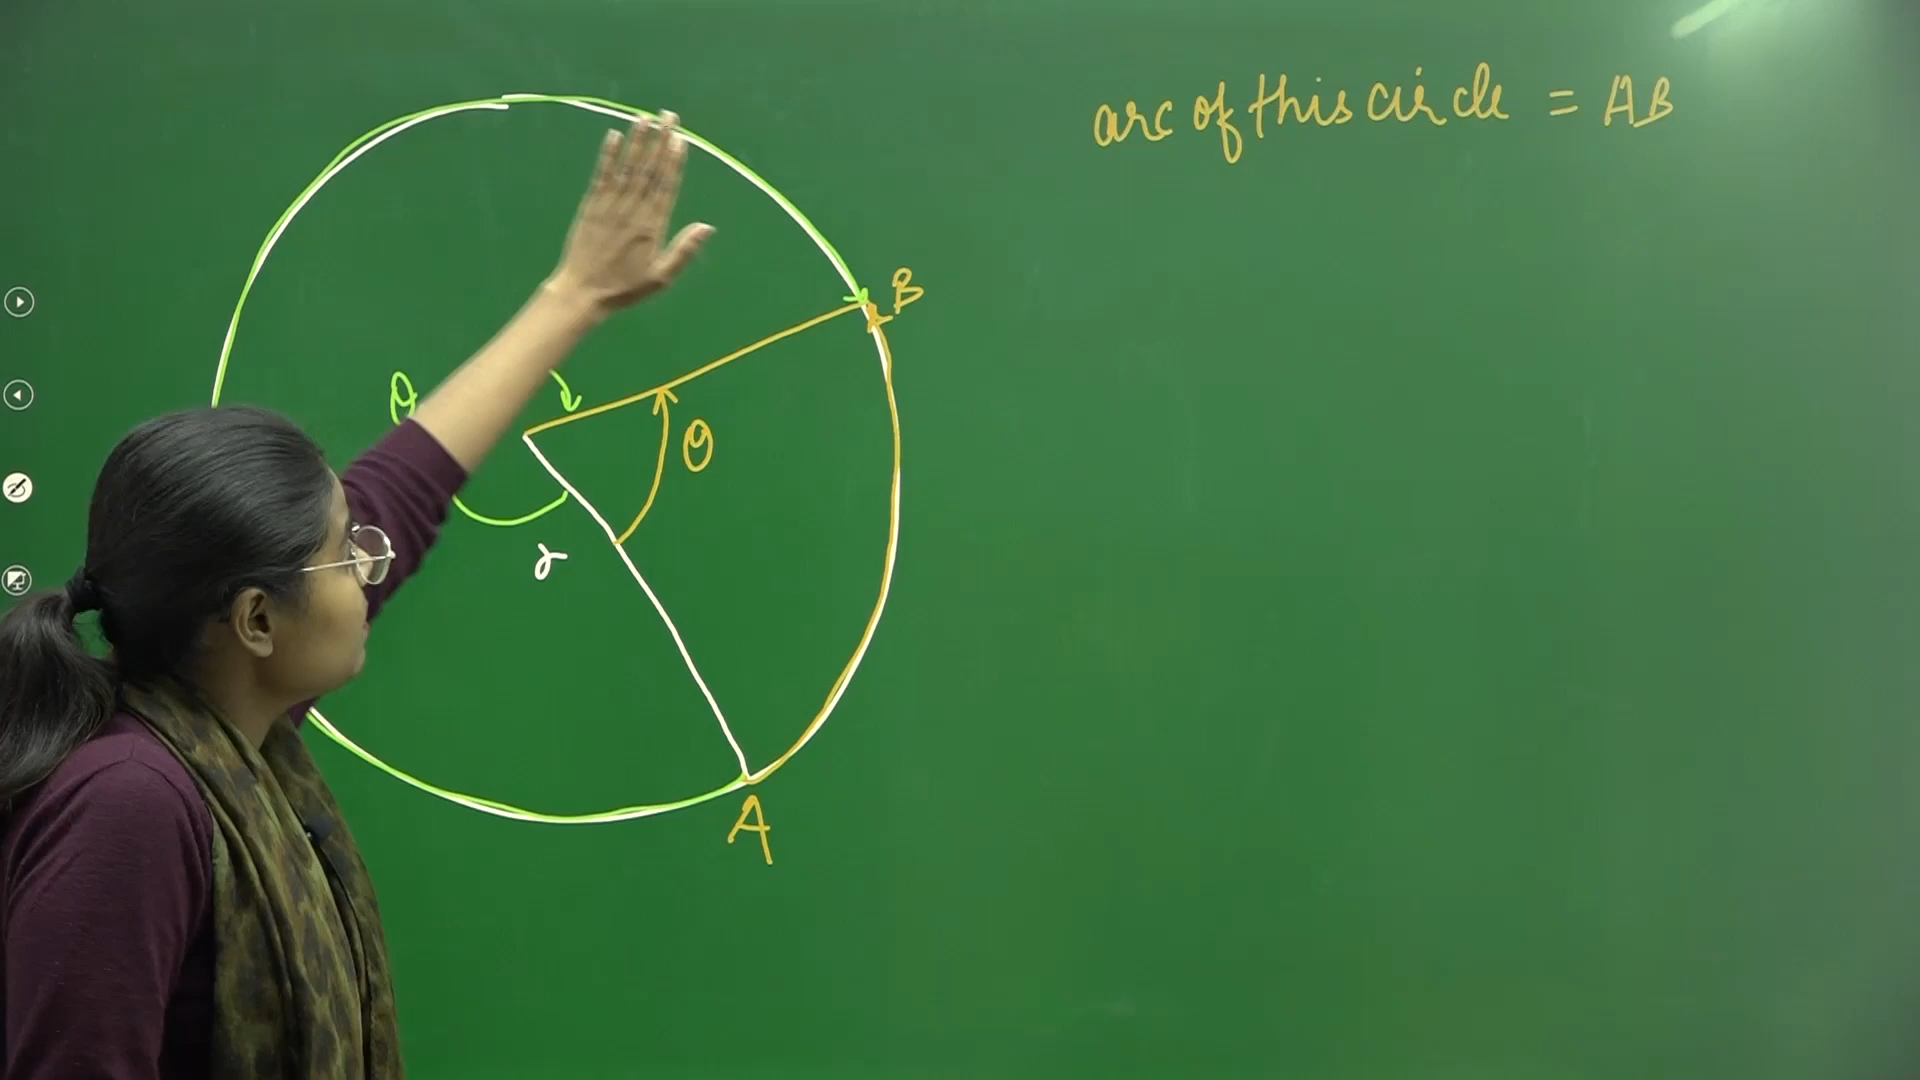 arc of this circle = AB
B
θ
θ
r
A